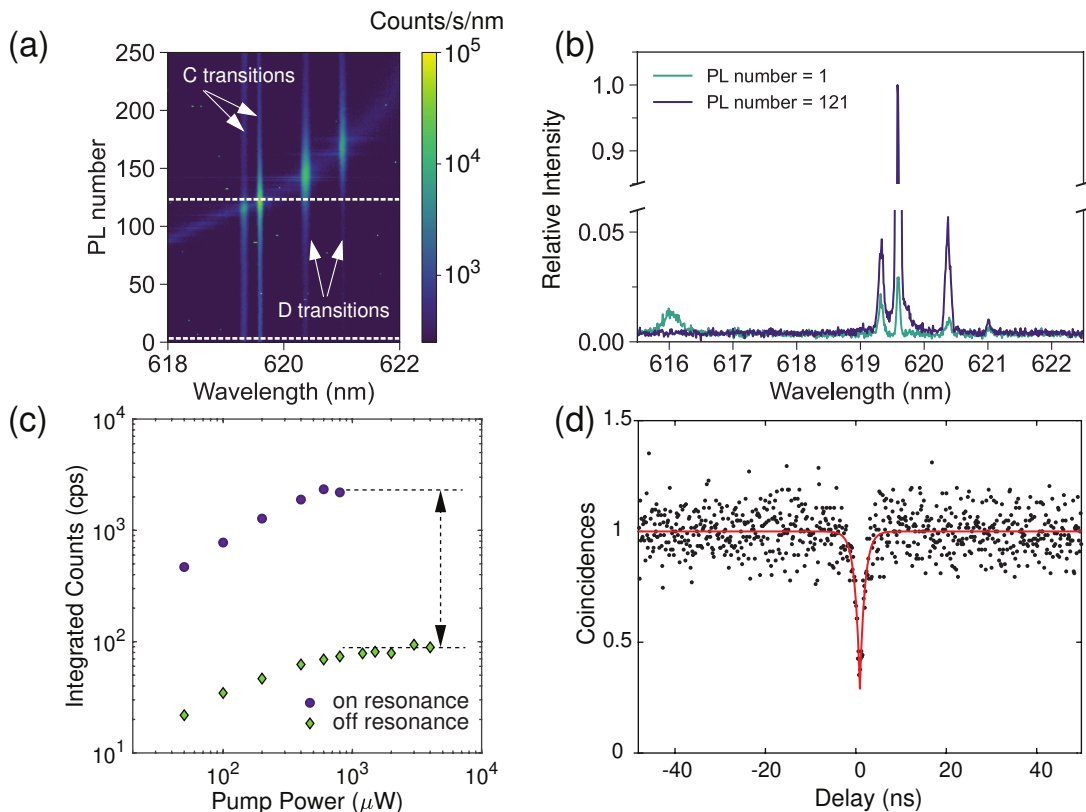 (a)
Counts/s/nm
C transitions
D transitions
PL number
250
200
150
100
50
0
618
620
622
Wavelength (nm)
10^5
10^4
10^3
(b)
PL number = 1
PL number = 121
Relative Intensity
1.0
0.9
0.05
0.00
616
617
618
619
620
621
622
Wavelength (nm)
(c)
Integrated Counts (cps)
10^4
10^3
10^2
10^1
on resonance
off resonance
10^2
10^3
10^4
Pump Power (μW)
(d)
Coincidences
1.5
1
0.5
0
-40
-20
0
20
40
Delay (ns)